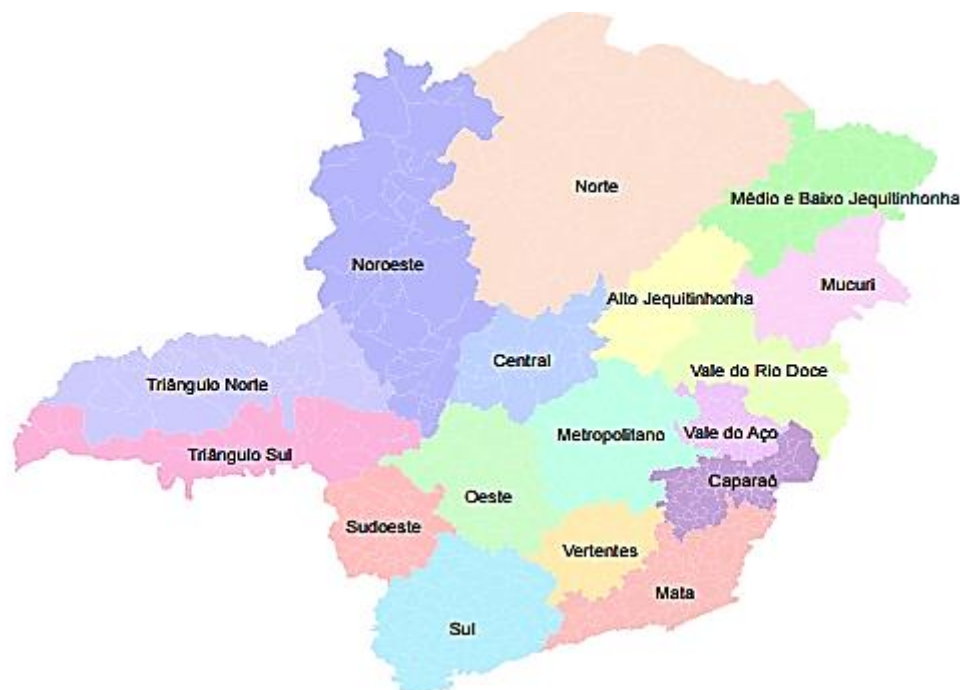 Norte
Médio e Baixo Jequitinhonha
Noroeste
Mucuri
Alto Jequitinhonha
Central
Vale do Rio Doce
Triângulo Norte
Metropolitano
Vale do Aço
Triângulo Sul
Caparaó
Oeste
Sudoeste
Vertentes
Mata
Sul